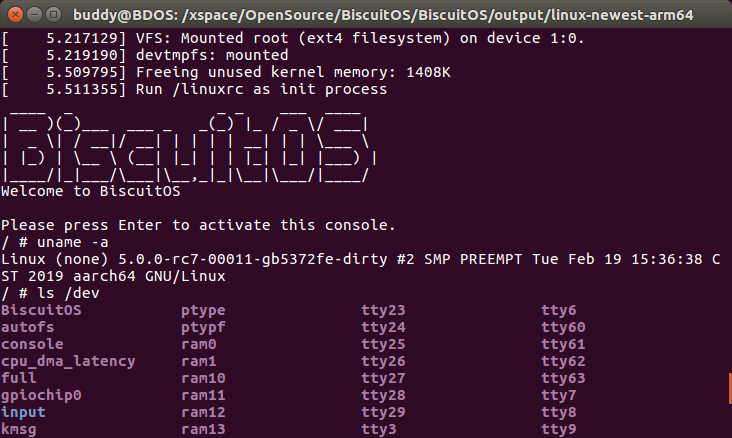 buddy@BDOS: /xspace/OpenSource/BiscuitOS/BiscuitOS/output/linux-newest-arm64
[    5.217129] VFS: Mounted root (ext4 filesystem) on device 1:0.
[    5.219190] devtmpfs: mounted
[    5.509795] Freeing unused kernel memory: 1408K
[    5.511355] Run /linuxrc as init process
BiscuitOS
Welcome to BiscuitOS
Please press Enter to activate this console.
/ # uname -a
Linux (none) 5.0.0-rc7-00011-gb5372fe-dirty #2 SMP PREEMPT Tue Feb 19 15:36:38 C
ST 2019 aarch64 GNU/Linux
/ # ls /dev
BiscuitOS          ptype              tty23              tty6
autofs             ptypf              tty24              tty60
console            ram0               tty25              tty61
cpu_dma_latency    ram1               tty26              tty62
full               ram10              tty27              tty63
gpiochip0          ram11              tty28              tty7
input              ram12              tty29              tty8
kmsg               ram13              tty3               tty9